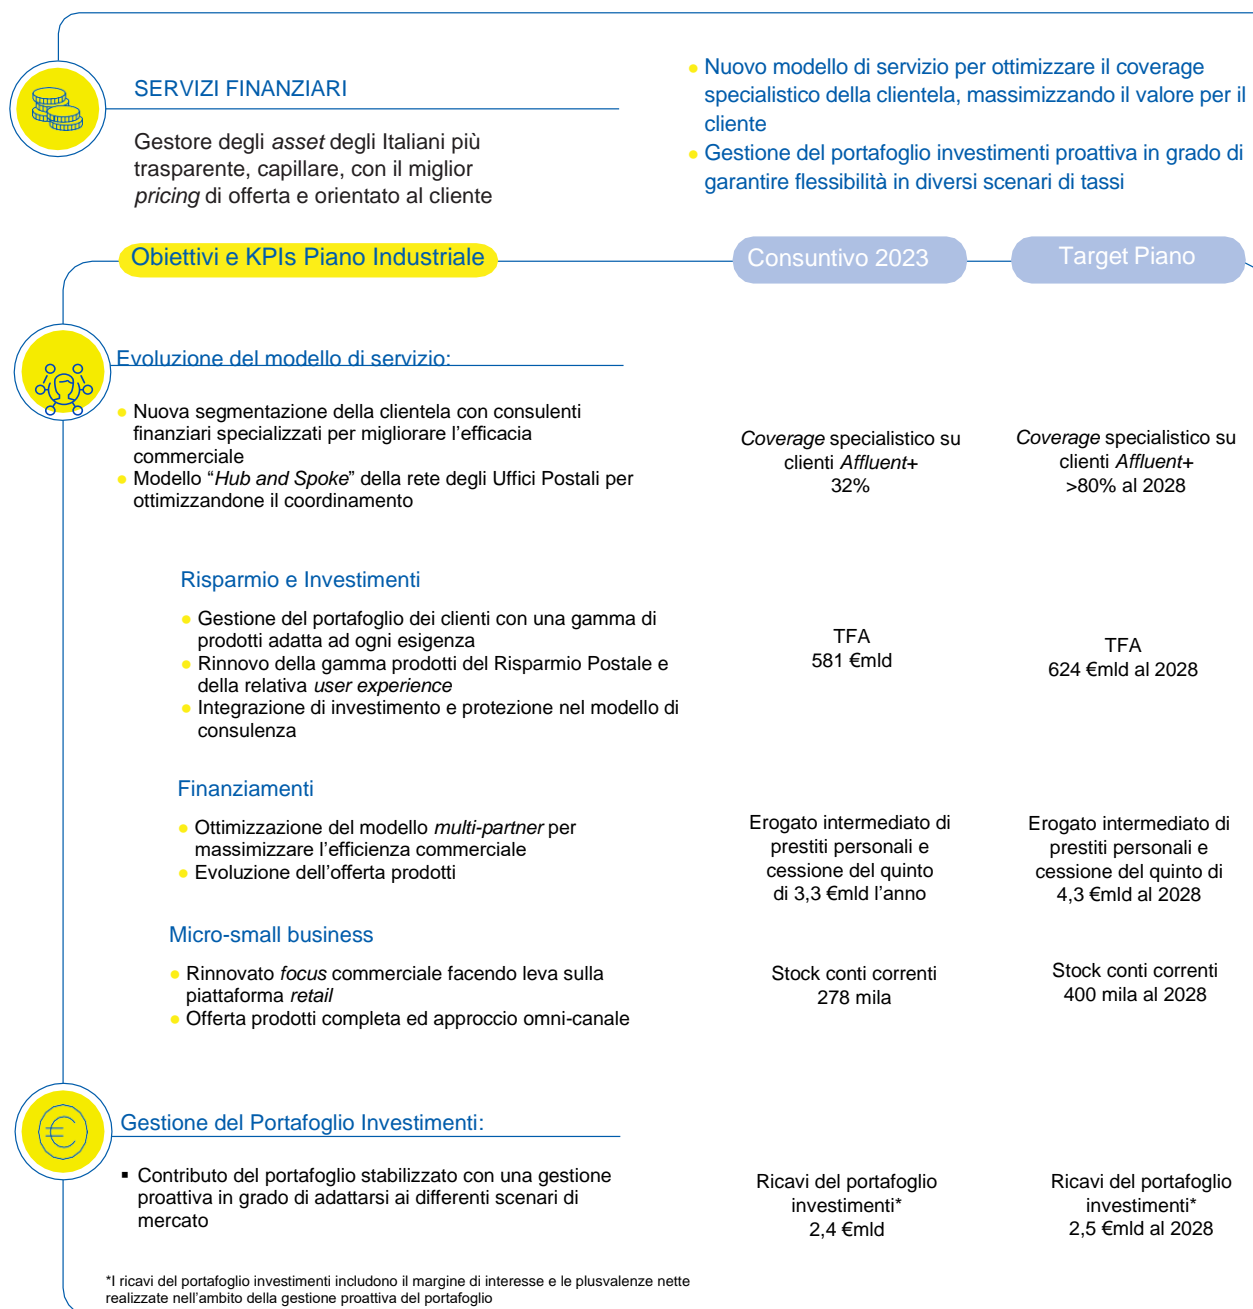 SERVIZI FINANZIARI
Gestore degli asset degli Italiani più
trasparente, capillare, con il miglior
pricing di offerta e orientato al cliente
Nuovo modello di servizio per ottimizzare il coverage
specialistico della clientela, massimizzando il valore per il
cliente
Gestione del portafoglio investimenti proattiva in grado di
garantire flessibilità in diversi scenari di tassi
Obiettivi e KPIs Piano Industriale
Consuntivo 2023
Target Piano
Evoluzione del modello di servizio:
Nuova segmentazione della clientela con consulenti
finanziari specializzati per migliorare l'efficacia
commerciale
Modello “Hub and Spoke” della rete degli Uffici Postali per
ottimizzandone il coordinamento
Coverage specialistico su
clienti Affluent+
32%
Coverage specialistico su
clienti Affluent+
>80% al 2028
Risparmio e Investimenti
Gestione del portafoglio dei clienti con una gamma di
prodotti adatta ad ogni esigenza
Rinnovo della gamma prodotti del Risparmio Postale e
della relativa user experience
Integrazione di investimento e protezione nel modello di
consulenza
TFA
581 €mld
TFA
624 €mld al 2028
Finanziamenti
Ottimizzazione del modello multi-partner per
massimizzare l'efficienza commerciale
Evoluzione dell'offerta prodotti
Erogato intermediato di
prestiti personali e
cessione del quinto
di 3,3 €mld l'anno
Erogato intermediato di
prestiti personali e
cessione del quinto di
4,3 €mld al 2028
Micro-small business
Rinnovato focus commerciale facendo leva sulla
piattaforma retail
Offerta prodotti completa ed approccio omni-canale
Stock conti correnti
278 mila
Stock conti correnti
400 mila al 2028
Gestione del Portafoglio Investimenti:
▪ Contributo del portafoglio stabilizzato con una gestione
proattiva in grado di adattarsi ai differenti scenari di
mercato
Ricavi del portafoglio
investimenti*
2,4 €mld
Ricavi del portafoglio
investimenti*
2,5 €mld al 2028
*I ricavi del portafoglio investimenti includono il margine di interesse e le plusvalenze nette
realizzate nell'ambito della gestione proattiva del portafoglio